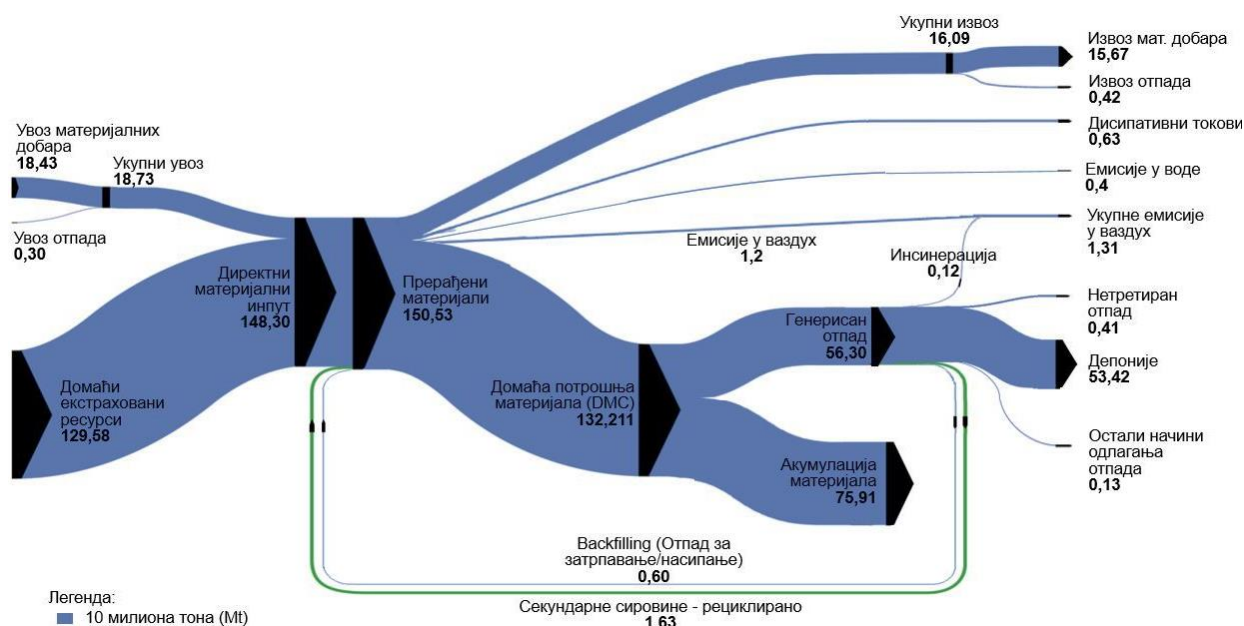 Укупни извоз
16,09
Извоз мат. добара
15,67
Извоз отпада
0,42
Дисипативни токови
0,63
Емисије у воде
0,4
Укупне емисије
у ваздух
1,31
Емисије у ваздух
1,2
Инсинерација
0,12
Увоз материјалних
добара
18,43
Укупни увоз
18,73
Увоз отпада
0,30
Директни
материјални
инпут
148,30
Прерађени
материјали
150,53
Домаћи
екстраховани
ресурси
129,58
Домаћа потрошња
материјала (DMC)
132,211
Генерисан
отпад
56,30
Нетретиран
отпад
0,41
Депоније
53,42
Остали начини
одлагања
отпада
0,13
Акумулација
материјала
75,91
Backfilling (Отпад за
затрпавање/насипање)
0,60
Секундарне сировине - рециклирано
1,63
Легенда:
10 милиона тона (Mt)